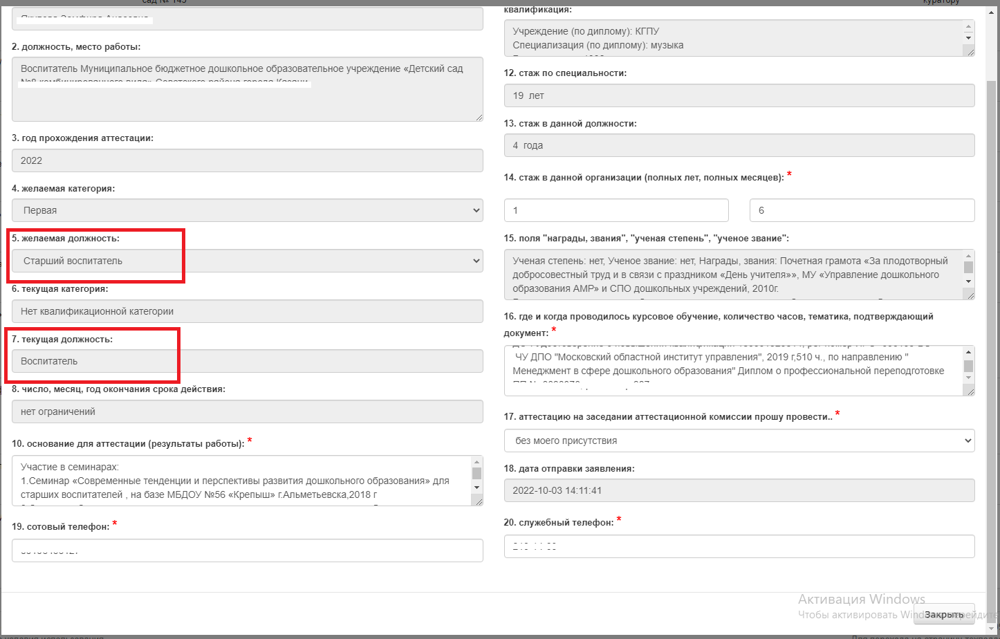 сад № 145
куратору
2. должность, место работы:
Воспитатель Муниципальное бюджетное дошкольное образовательное учреждение «Детский сад
3. год прохождения аттестации:
2022
4. желаемая категория:
Первая
5. желаемая должность:
Старший воспитатель
6. текущая категория:
Нет квалификационной категории
7. текущая должность:
Воспитатель
8. число, месяц, год окончания срока действия:
нет ограничений
10. основание для аттестации (результаты работы): *
Участие в семинарах:
1.Семинар «Современные тенденции и перспективы развития дошкольного образования» для
старших воспитателей , на базе МБДОУ №56 «Крепыш» г.Альметьевска,2018 г
19. сотовый телефон: *
квалификация:
Учреждение (по диплому): КГПУ
Специализация (по диплому): музыка
12. стаж по специальности:
19 лет
13. стаж в данной должности:
4 года
14. стаж в данной организации (полных лет, полных месяцев): *
1 6
15. поля "награды, звания", "ученая степень", "ученое звание":
Ученая степень: нет, Ученое звание: нет, Награды, звания: Почетная грамота «За плодотворный
добросовестный труд и в связи с праздником «День учителя»», МУ «Управление дошкольного
образования АМР» и СПО дошкольных учреждений, 2010г.
16. где и когда проводилось курсовое обучение, количество часов, тематика, подтверждающий
документ: *
ЧУ ДПО "Московский областной институт управления", 2019 г,510 ч., по направлению "
Менеджмент в сфере дошкольного образования" Диплом о профессиональной переподготовке
17. аттестацию на заседании аттестационной комиссии прошу провести.. *
без моего присутствия
18. дата отправки заявления:
2022-10-03 14:11:41
20. служебный телефон: *
Активация Windows
Чтобы активировать Windows, перейдите
Закрыть